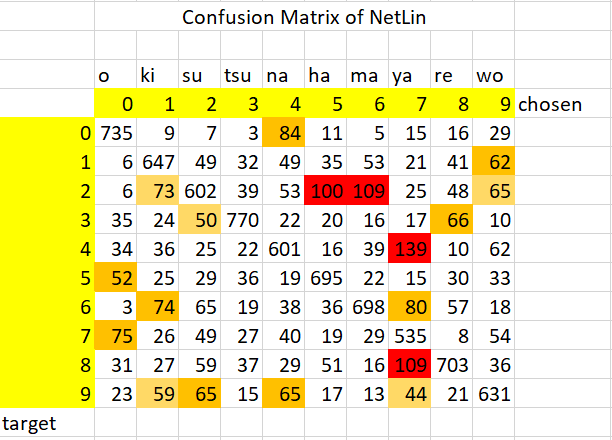 Confusion Matrix of NetLin
o ki su tsu na ha ma ya re wo
0 1 2 3 4 5 6 7 8 9 chosen
0 735 9 7 3 84 11 5 15 16 29
1 6 647 49 32 49 35 53 21 41 62
2 6 73 602 39 53 100 109 25 48 65
3 35 24 50 770 22 20 16 17 66 10
4 34 36 25 22 601 16 39 139 10 62
5 52 25 29 36 19 695 22 15 30 33
6 3 74 65 19 38 36 698 80 57 18
7 75 26 49 27 40 19 29 535 8 54
8 31 27 59 37 29 51 16 109 703 36
9 23 59 65 15 65 17 13 44 21 631
target